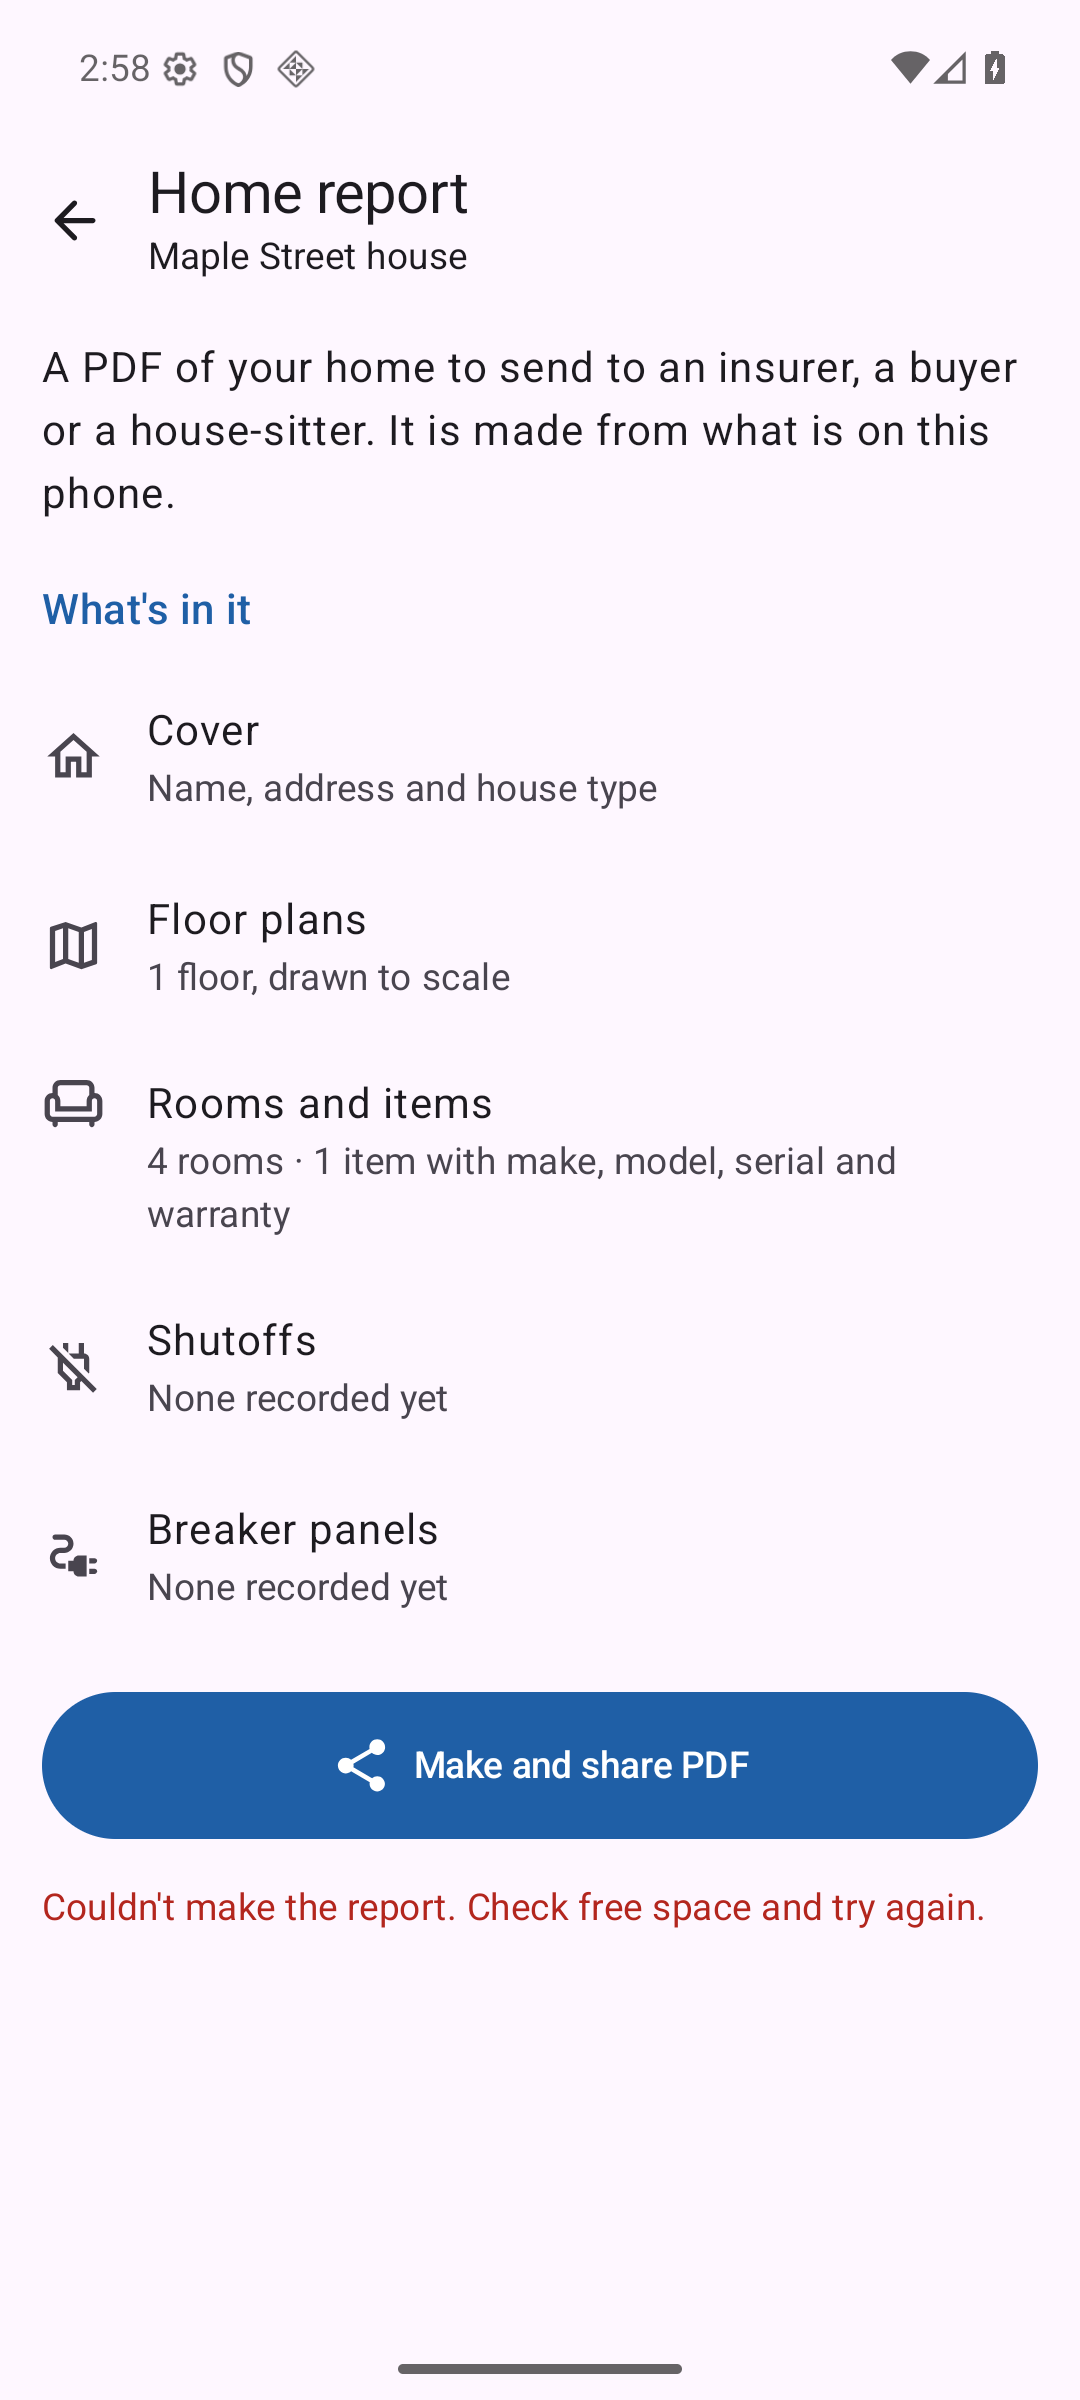 2:58
Home report
Maple Street house
A PDF of your home to send to an insurer, a buyer
or a house-sitter. It is made from what is on this
phone.
What's in it
Cover
Name, address and house type
Floor plans
1 floor, drawn to scale
Rooms and items
4 rooms · 1 item with make, model, serial and
warranty
Shutoffs
None recorded yet
Breaker panels
None recorded yet
Make and share PDF
Couldn't make the report. Check free space and try again.